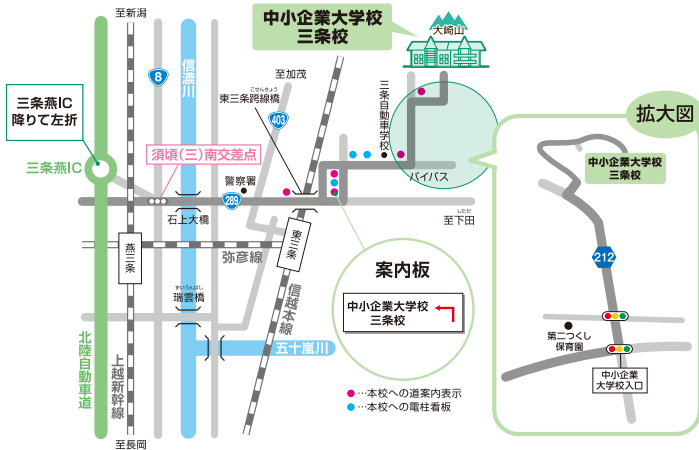 至新潟
中小企業大学校
三条校
大崎山
8
信濃川
至加茂
こせんきょう
東三条跨線橋
403
三条自動車学校
拡大図
三条燕IC
降りて左折
三条燕IC
須頃(三)南交差点
警察署
289
石上大橋
バイパス
しただ
至下田
中小企業大学校
三条校
212
燕三条
弥彦線
東三条
ずいうんばし
瑞雲橋
信越本線
案内板
中小企業大学校
三条校
第二つくし
保育園
中小企業
大学校入口
北陸自動車道
上越新幹線
五十嵐川
●…本校への道案内表示
●…本校への電柱看板
至長岡